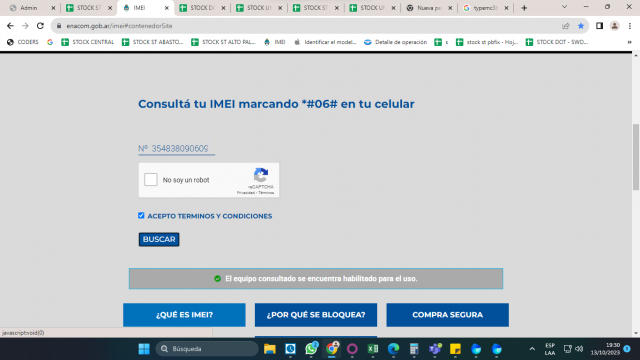 Admin
STOCK ST
IMEI
STOCK DO
STOCK U
STOCK ST
STOCK U
Nueva pe
typemc3
enacom.gob.ar/imei#contenedorSite
CODERS
G
STOCK CENTRAL
STOCK ST ABASTO...
STOCK ST ALTO PAL...
IMEI
Identificar el model...
Detalle de operación
stock st pbfix - Hoj...
STOCK DOT - SWD...
Consultá tu IMEI marcando *#06# en tu celular
Nº 354838090609
No soy un robot
reCAPTCHA
Privacidad - Términos
ACEPTO TERMINOS Y CONDICIONES
BUSCAR
El equipo consultado se encuentra habilitado para el uso.
¿QUÉ ES IMEI?
¿POR QUÉ SE BLOQUEA?
COMPRA SEGURA
javascript:void(0)
Búsqueda
ESP
LAA
19:30
13/10/2023